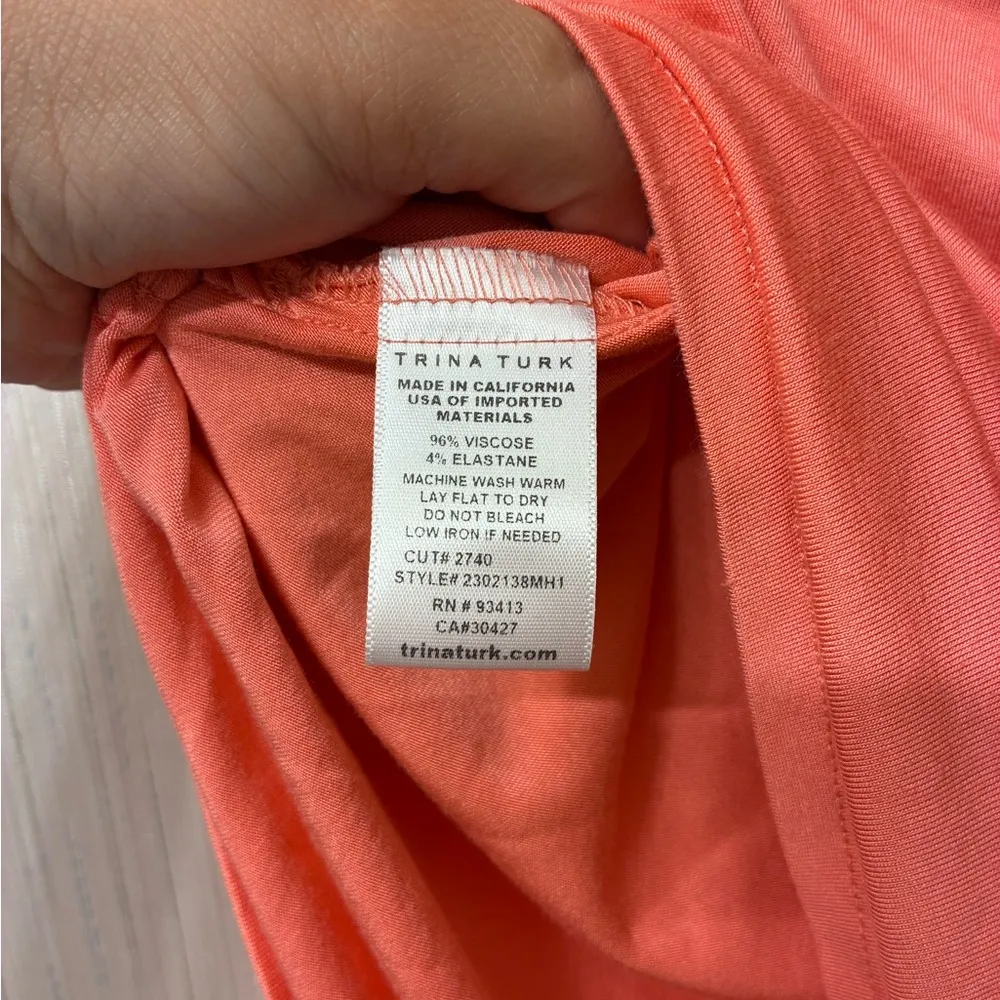 TRINA TURK
MADE IN CALIFORNIA
USA OF IMPORTED
MATERIALS
96% VISCOSE
4% ELASTANE
MACHINE WASH WARM
LAY FLAT TO DRY
DO NOT BLEACH
LOW IRON IF NEEDED
CUT# 2740
STYLE# 2302138MH1
RN # 93413
CA#30427
trinaturk.com